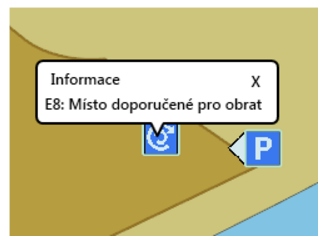 Informace X
E8: Místo doporučené pro obrat
P